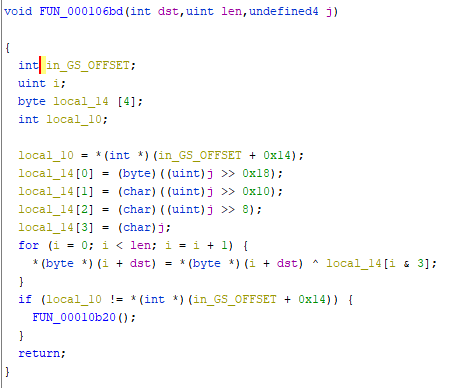 void FUN_000106bd(int dst,uint len,undefined4 j)
{
int in_GS_OFFSET;
uint i;
byte local_14 [4];
int local_10;
local_10 = *(int *)(in_GS_OFFSET + 0x14);
local_14[0] = (byte)((uint)j >> 0x18);
local_14[1] = (char)((uint)j >> 0x10);
local_14[2] = (char)((uint)j >> 8);
local_14[3] = (char)j;
for (i = 0; i < len; i = i + 1) {
*(byte *)(i + dst) = *(byte *)(i + dst) ^ local_14[i & 3];
}
if (local_10 != *(int *)(in_GS_OFFSET + 0x14)) {
FUN_00010b20();
}
return;
}